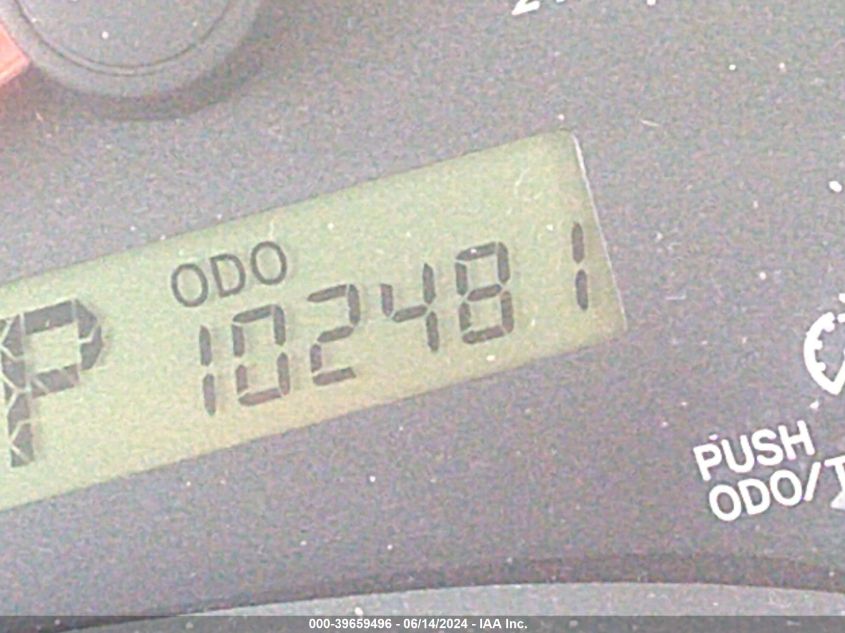 ODO
P 102481
PUSH
ODO/T
000-39659496 - 06/14/2024 - IAA Inc.